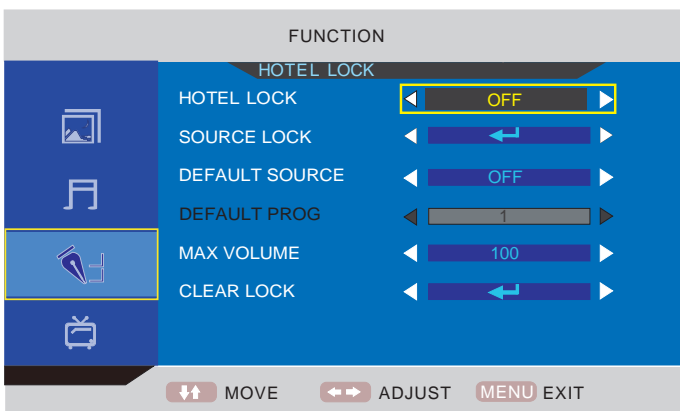 FUNCTION
HOTEL LOCK
HOTEL LOCK OFF
SOURCE LOCK
DEFAULT SOURCE OFF
DEFAULT PROG 1
MAX VOLUME 100
CLEAR LOCK
MOVE ADJUST MENU EXIT